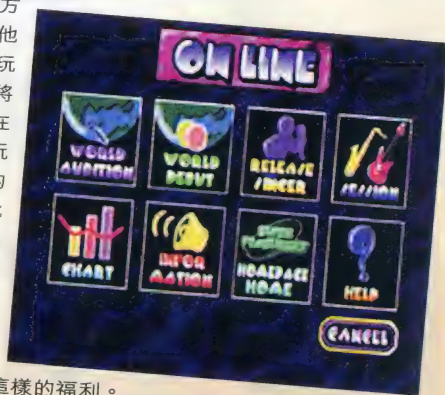 方
他
玩
將
在
玩
的
ON LINE
WORLD
AUDITION
WORLD
DEBUT
RELEASE
SINGER
SESSION
CHART
INFOR
MATION
HOMEPAGE
HOME
HELP
CANCEL
這樣的福利。